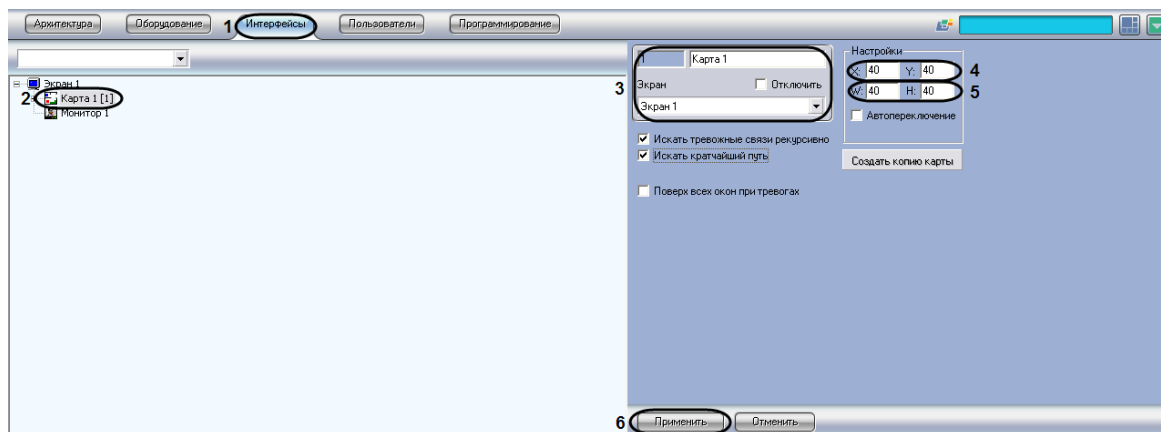 Архитектура Оборудование 1 Интерфейсы Пользователи Программирование
Экран 1
2 Карта 1 [1]
Монитор 1
1 Карта 1
3 Экран Отключить
Экран 1
Искать тревожные связи рекурсивно
Искать кратчайший путь
Поверх всех окон при тревогах
Настройки
X: 40 Y: 40 4
W: 40 H: 40 5
Автопереключение
Создать копию карты
6 Применить Отменить